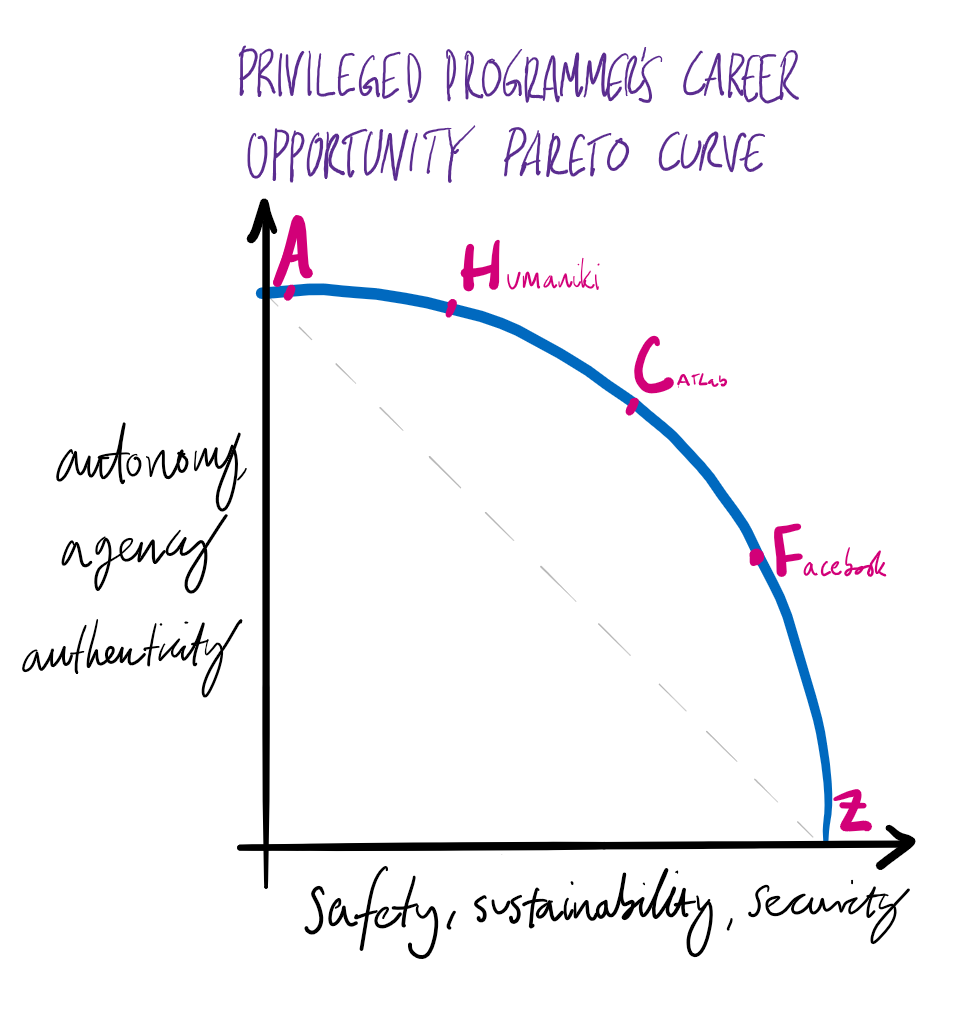 PRIVILEGED PROGRAMMER'S CAREER
OPPORTUNITY PARETO CURVE
A
Humaniki
CATLab
autonomy
agency
Facebook
authenticity
Z
safety, sustainability, security